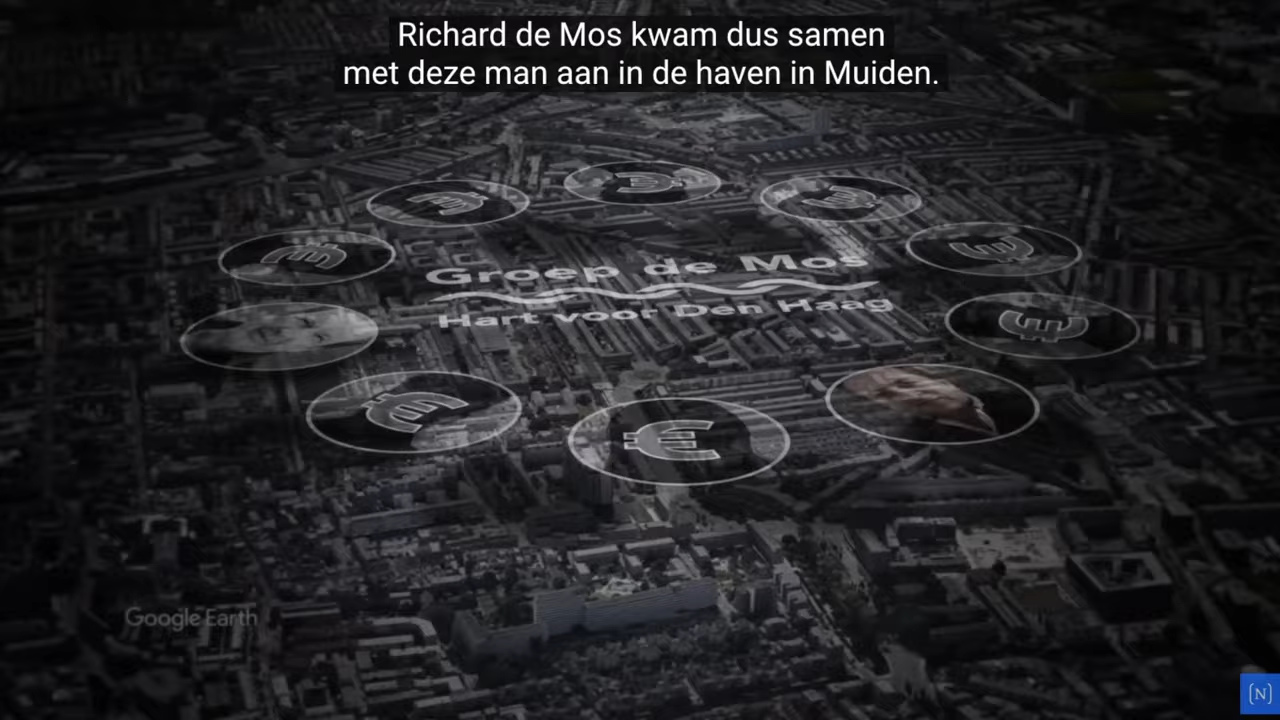 Richard de Mos kwam dus samen
met deze man aan in de haven in Muiden.
€
€
€
€
Groep de Mos
€
Hart voor Den Haag
€
€
€
Google Earth
[N]